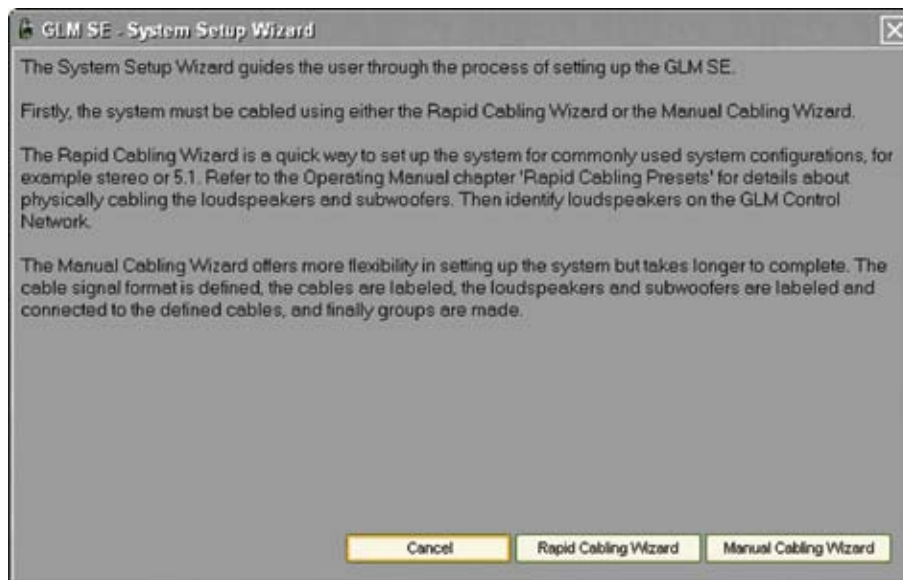 GLM SE - System Setup Wizard
The System Setup Wizard guides the user through the process of setting up the GLM SE.
Firstly, the system must be cabled using either the Rapid Cabling Wizard or the Manual Cabling Wizard.
The Rapid Cabling Wizard is a quick way to set up the system for commonly used system configurations, for
example stereo or 5.1. Refer to the Operating Manual chapter 'Rapid Cabling Presets' for details about
physically cabling the loudspeakers and subwoofers. Then identify loudspeakers on the GLM Control
Network.
The Manual Cabling Wizard offers more flexibility in setting up the system but takes longer to complete. The
cable signal format is defined, the cables are labeled, the loudspeakers and subwoofers are labeled and
connected to the defined cables, and finally groups are made.
Cancel
Rapid Cabling Wizard
Manual Cabling Wizard